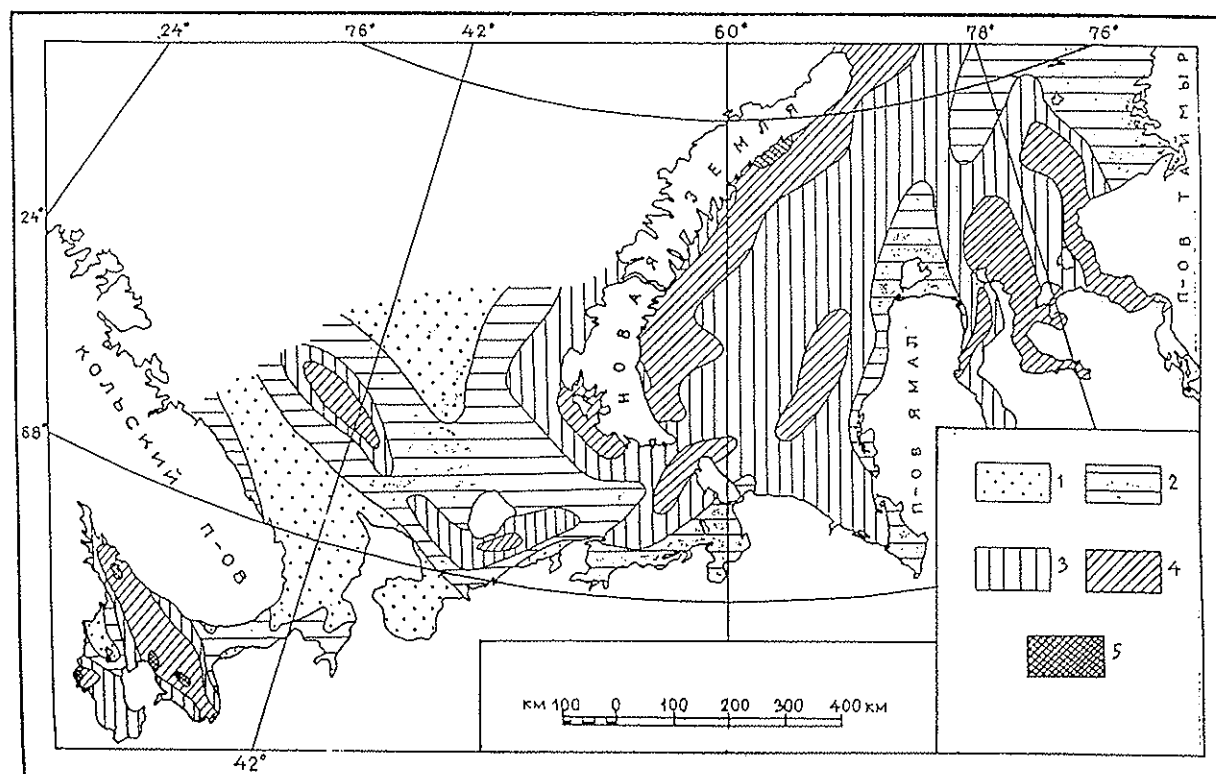 24° 76° 42° 60° 78° 76°
24°
68°
42°
КОЛЬСКИЙ П-ОВ
НОВАЯ ЗЕМЛЯ
П-ОВ ЯМАЛ
П-ОВ ТАЙМЫР
1 2
3 4
5
КМ 100 0 100 200 300 400 КМ